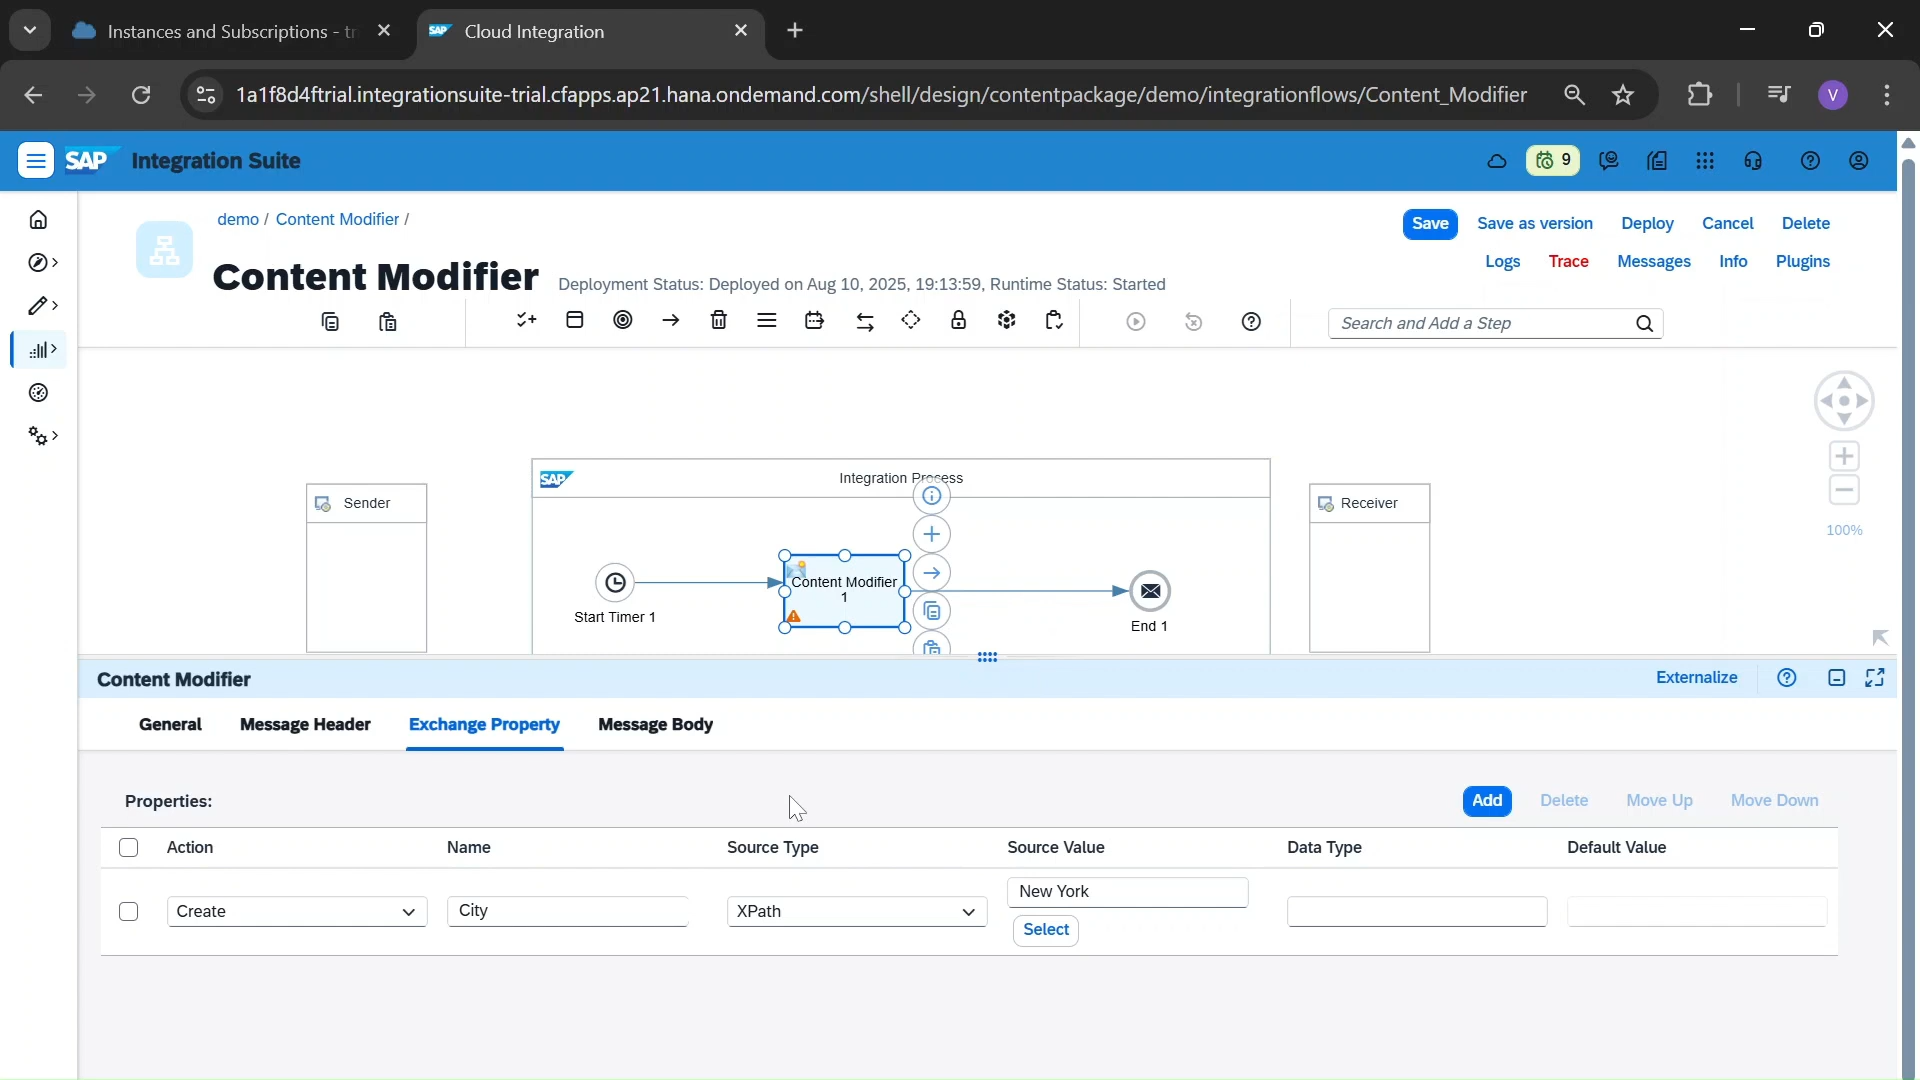 Instances and Subscriptions - tr
SAP Cloud Integration
1a1f8d4ftrial.integrationsuite-trial.cfapps.ap21.hana.ondemand.com/shell/design/contentpackage/demo/integrationflows/Content_Modifier
V
SAP Integration Suite
9
demo / Content Modifier /
Save Save as version Deploy Cancel Delete
Content Modifier Deployment Status: Deployed on Aug 10, 2025, 19:13:59, Runtime Status: Started
Logs Trace Messages Info Plugins
Search and Add a Step
SAP Integration Process
Sender
Receiver
100%
Content Modifier
1
Start Timer 1
End 1
Content Modifier
Externalize
General Message Header Exchange Property Message Body
Properties:
Add Delete Move Up Move Down
Action Name Source Type Source Value Data Type Default Value
Create City XPath New York
Select